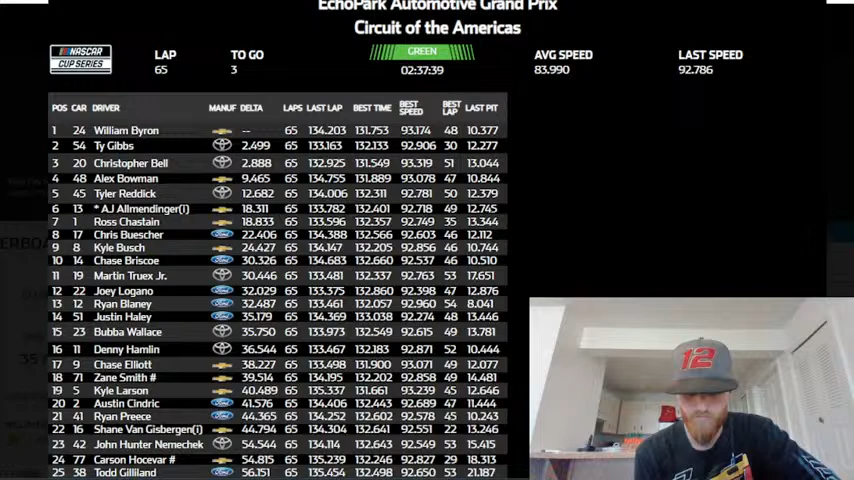 EchoPark Automotive Grand Prix
Circuit of the Americas
NASCAR CUP SERIES
LAP TO GO GREEN AVG SPEED LAST SPEED
65 3 02:37:39 83.990 92.786
POS CAR DRIVER MANUF DELTA LAPS LAST LAP BEST TIME BEST SPEED BEST LAP LAST PIT
1 24 William Byron -- 65 134.203 131.753 93.174 48 10.377
2 54 Ty Gibbs 2.499 65 133.163 132.133 92.906 30 12.277
3 20 Christopher Bell 2.888 65 132.925 131.549 93.319 51 13.044
4 48 Alex Bowman 9.465 65 134.755 131.889 93.078 47 10.844
5 45 Tyler Reddick 12.682 65 134.006 132.311 92.781 50 12.379
6 13 * AJ Allmendinger(i) 18.311 65 133.782 132.401 92.718 49 12.745
7 1 Ross Chastain 18.833 65 133.596 132.357 92.749 35 13.344
8 17 Chris Buescher 22.406 65 134.388 132.566 92.603 46 12.112
9 8 Kyle Busch 24.427 65 134.147 132.205 92.856 46 10.744
10 14 Chase Briscoe 30.326 65 134.683 132.660 92.537 46 10.510
11 19 Martin Truex Jr. 30.446 65 133.481 132.337 92.763 53 17.651
12 22 Joey Logano 32.029 65 133.375 132.860 92.398 47 12.876
13 12 Ryan Blaney 32.487 65 133.461 132.057 92.960 54 8.041
14 51 Justin Haley 35.179 65 134.369 133.038 92.274 48 13.446
15 23 Bubba Wallace 35.750 65 133.973 132.549 92.615 49 13.781
16 11 Denny Hamlin 36.544 65 133.467 132.183 92.871 52 10.444
17 9 Chase Elliott 38.227 65 133.498 131.900 93.071 49 12.077
18 71 Zane Smith # 39.514 65 134.195 132.202 92.858 49 14.481
19 5 Kyle Larson 40.489 65 135.337 131.661 93.239 45 12.646
20 2 Austin Cindric 41.576 65 134.406 132.443 92.689 47 11.444
21 41 Ryan Preece 44.365 65 134.252 132.602 92.578 45 10.243
22 16 Shane Van Gisbergen(i) 44.794 65 134.304 132.641 92.551 22 13.246
23 42 John Hunter Nemechek 54.544 65 134.114 132.643 92.549 53 15.415
24 77 Carson Hocevar # 54.815 65 135.239 132.246 92.827 29 18.313
25 38 Todd Gilliland 56.151 65 135.454 132.498 92.650 53 21.187
12